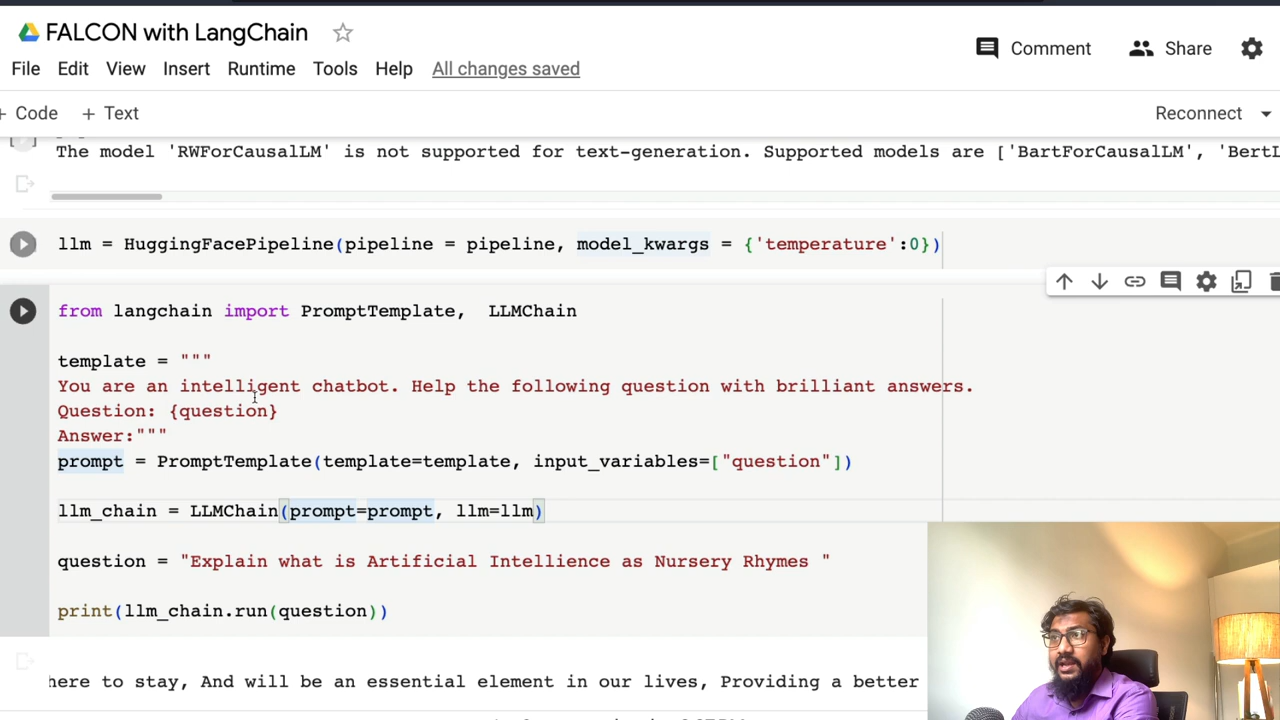 FALCON with LangChain
File Edit View Insert Runtime Tools Help All changes saved
Comment Share
+ Code + Text
Reconnect
The model 'RWForCausalLM' is not supported for text-generation. Supported models are ['BartForCausalLM', 'BertL
llm = HuggingFacePipeline(pipeline = pipeline, model_kwargs = {'temperature':0})
from langchain import PromptTemplate, LLMChain
template = """
You are an intelligent chatbot. Help the following question with brilliant answers.
Question: {question}
Answer:"""
prompt = PromptTemplate(template=template, input_variables=["question"])
llm_chain = LLMChain(prompt=prompt, llm=llm)
question = "Explain what is Artificial Intellience as Nursery Rhymes "
print(llm_chain.run(question))
here to stay, And will be an essential element in our lives, Providing a better